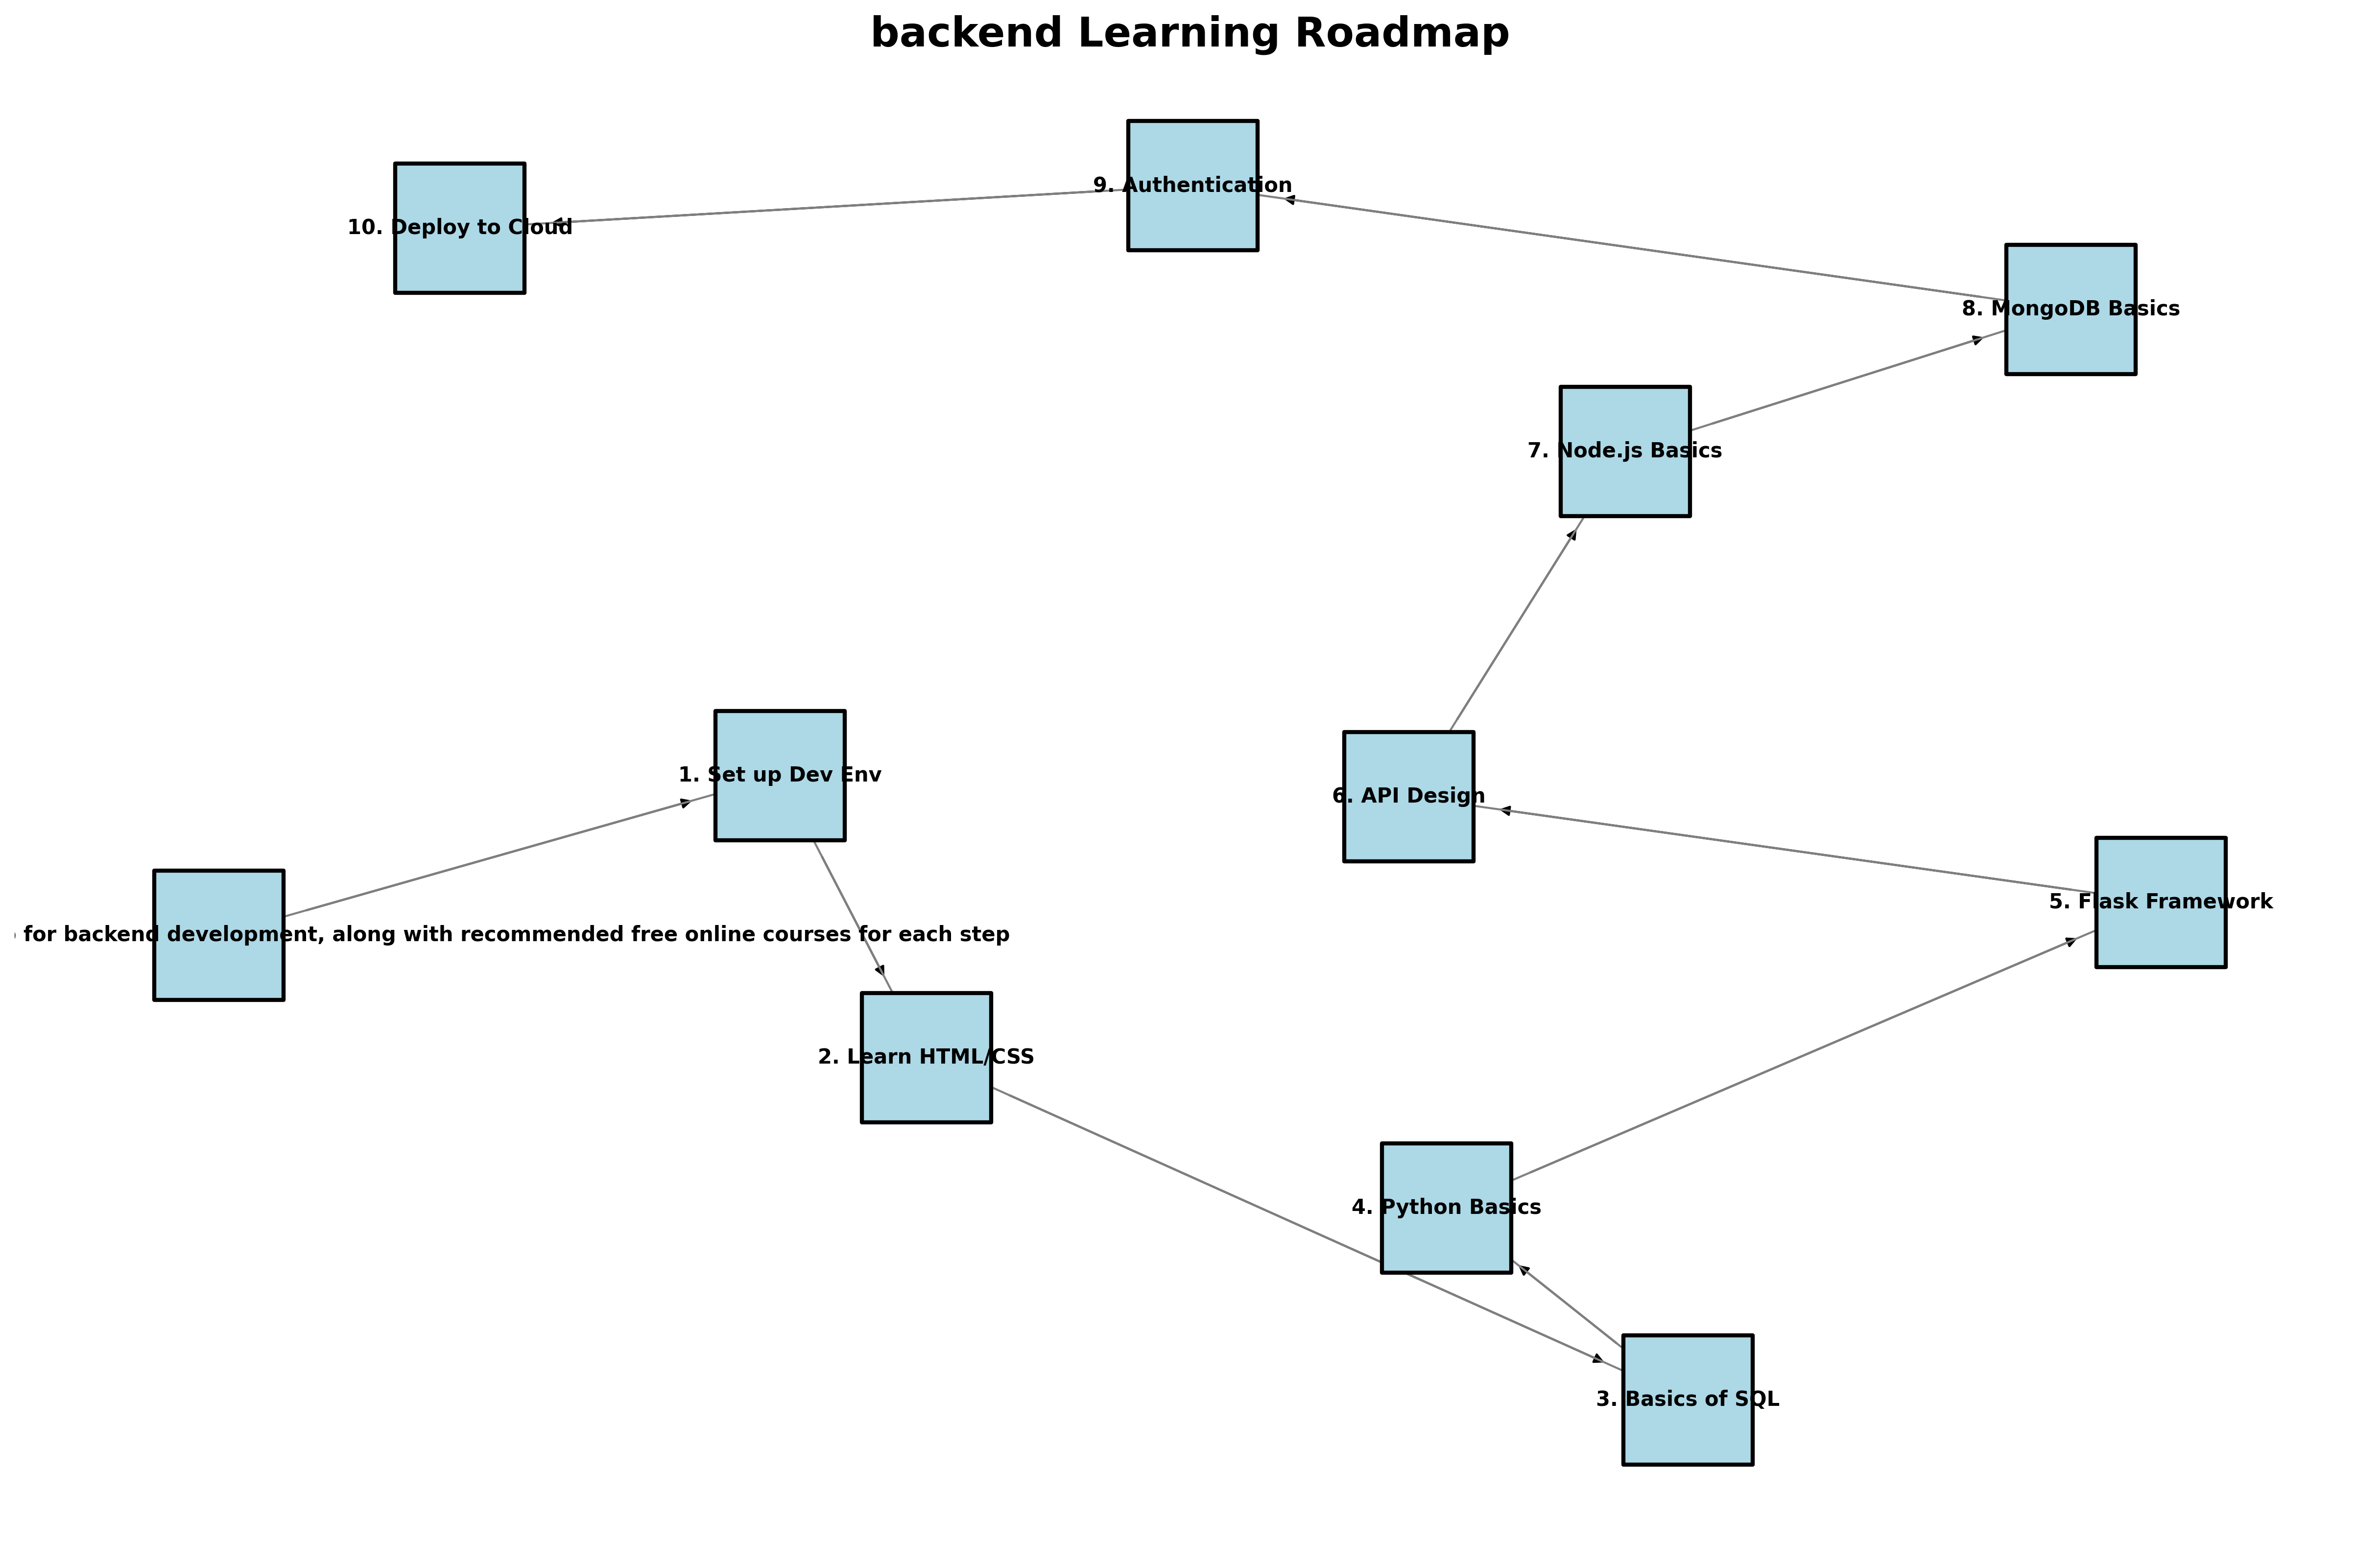 backend Learning Roadmap
9. Authentication
10. Deploy to Cloud
8. MongoDB Basics
7. Node.js Basics
1. Set up Dev Env
6. API Design
5. Flask Framework
for backend development, along with recommended free online courses for each step
2. Learn HTML/CSS
4. Python Basics
3. Basics of SQL